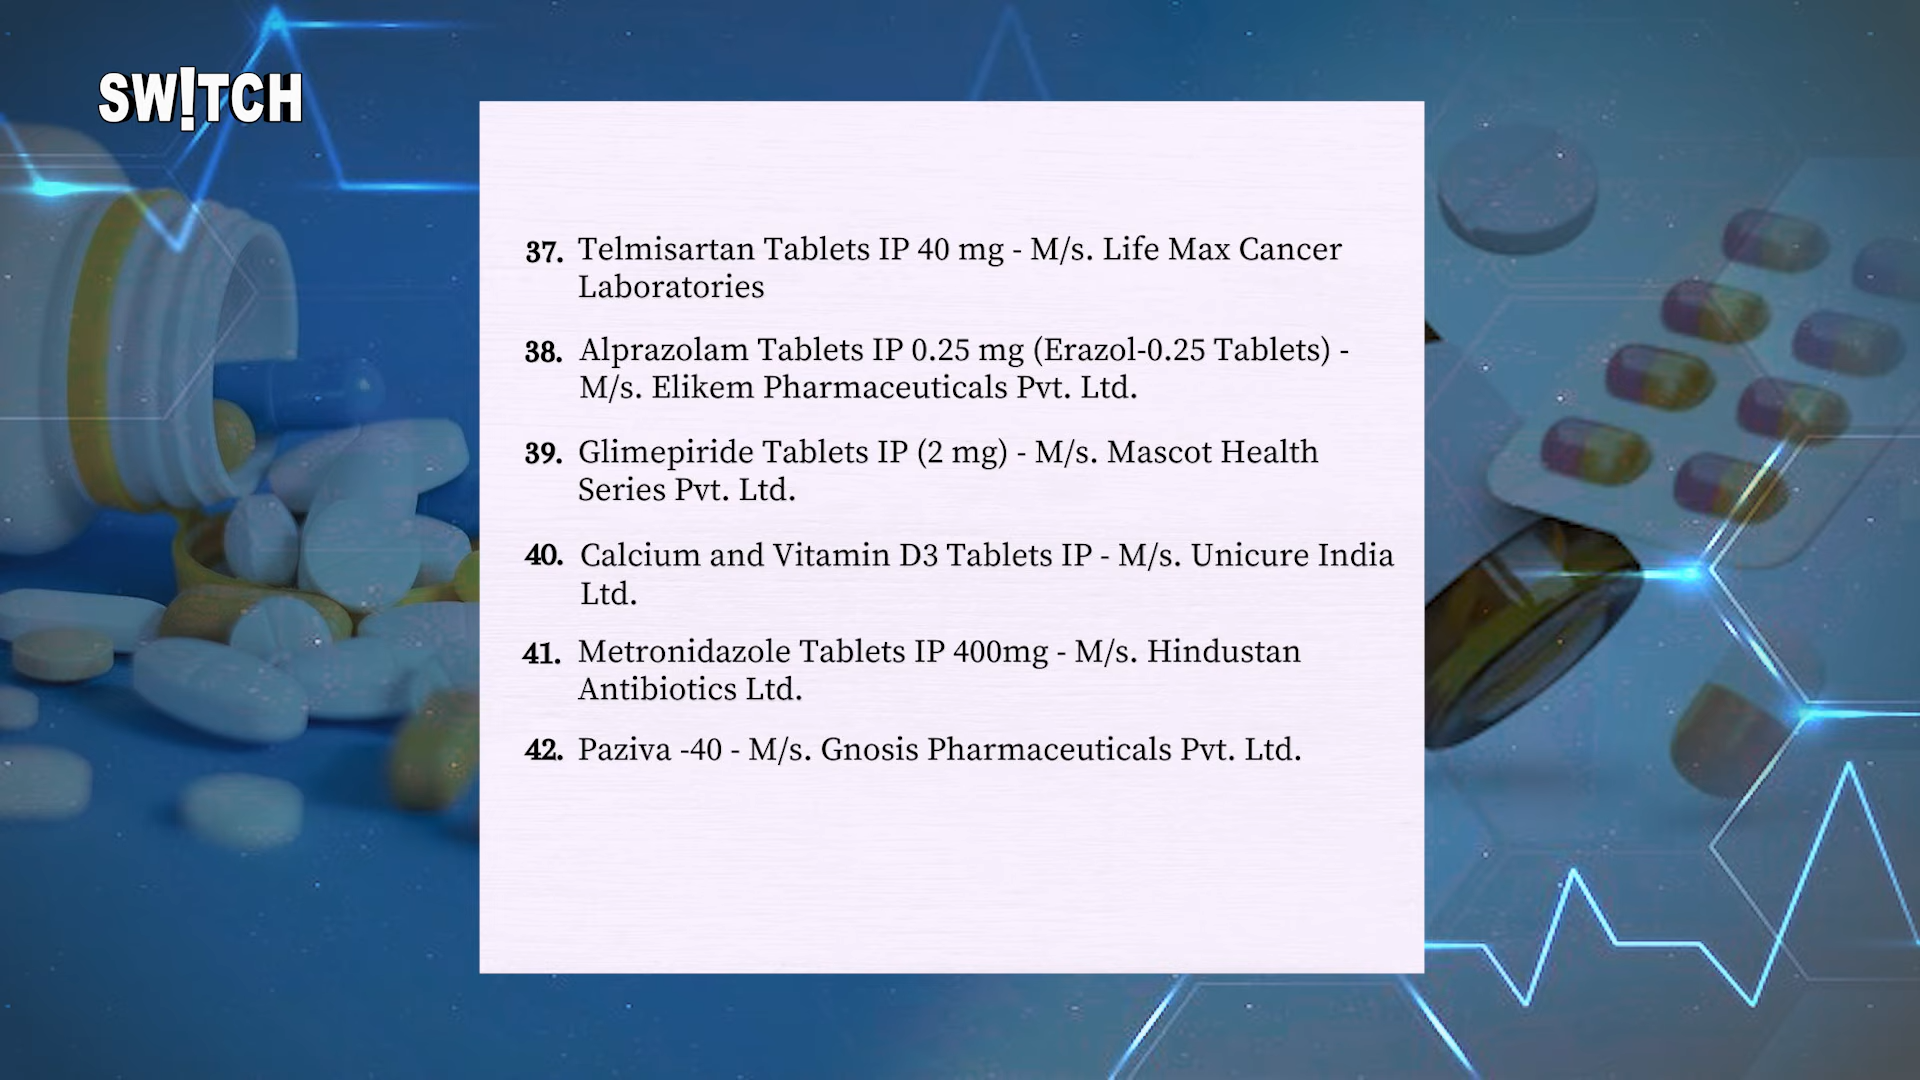 SW!TCH
37. Telmisartan Tablets IP 40 mg - M/s. Life Max Cancer
Laboratories
38. Alprazolam Tablets IP 0.25 mg (Erazol-0.25 Tablets) -
M/s. Elikem Pharmaceuticals Pvt. Ltd.
39. Glimepiride Tablets IP (2 mg) - M/s. Mascot Health
Series Pvt. Ltd.
40. Calcium and Vitamin D3 Tablets IP - M/s. Unicure India
Ltd.
41. Metronidazole Tablets IP 400mg - M/s. Hindustan
Antibiotics Ltd.
42. Paziva -40 - M/s. Gnosis Pharmaceuticals Pvt. Ltd.